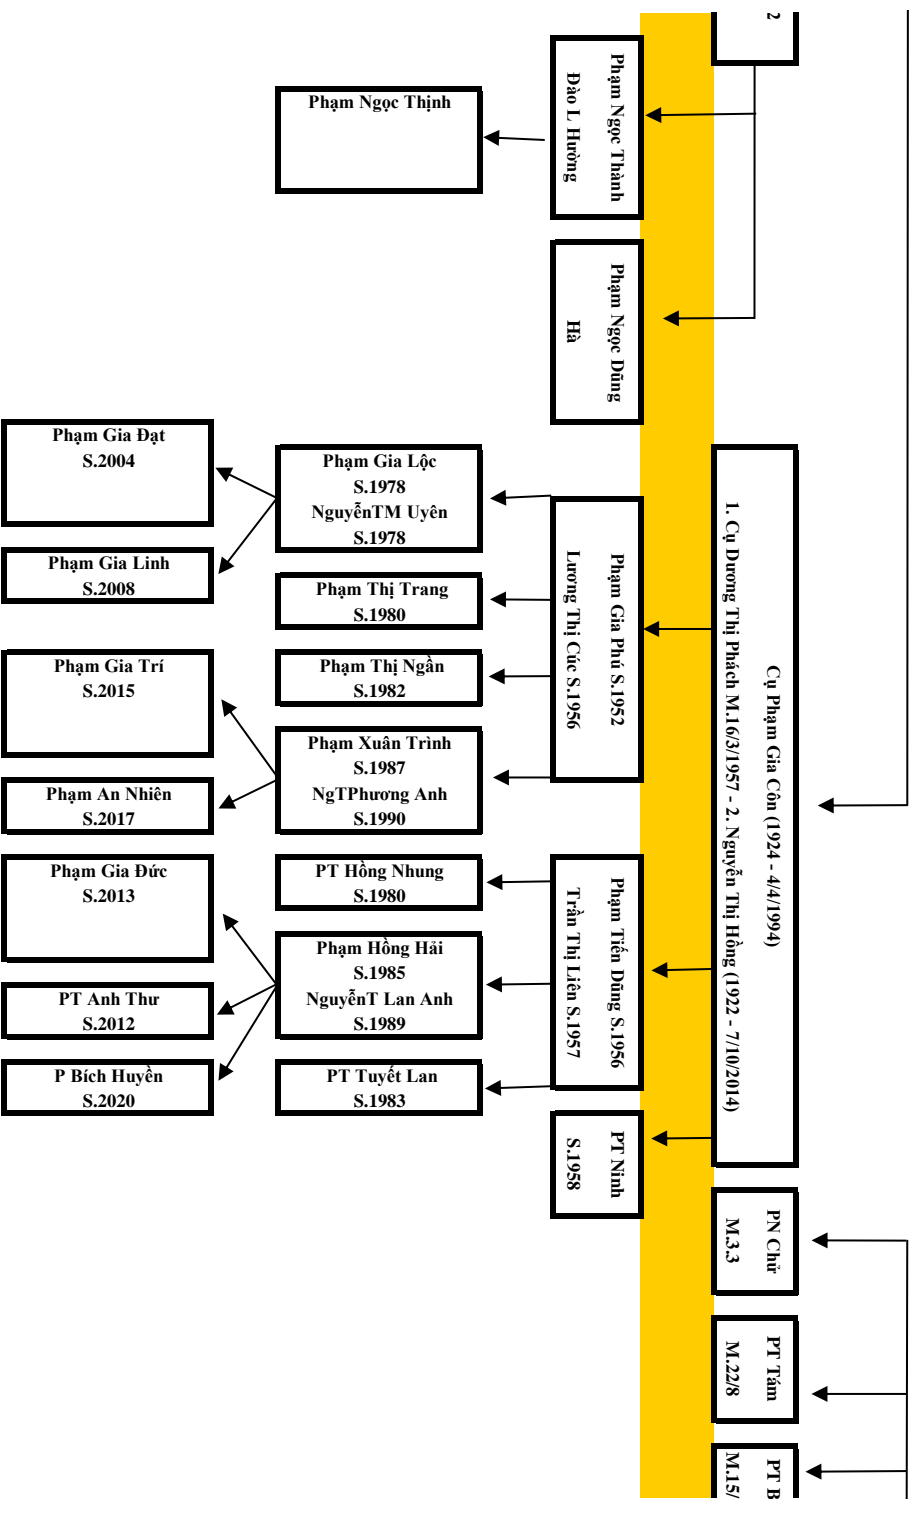 2
Phạm Ngọc Thành
Đào L Hường
Phạm Ngọc Thịnh
Phạm Ngọc Dũng
Hà
Cụ Phạm Gia Côn (1924 - 4/4/1994)
1. Cụ Dương Thị Phách M.16/3/1957 - 2. Nguyễn Thị Hồng (1922 - 7/10/2014)
Phạm Gia Phú S.1952
Lương Thị Cúc S.1956
Phạm Gia Lộc
S.1978
NguyễnTM Uyên
S.1978
Phạm Gia Đạt
S.2004
Phạm Gia Linh
S.2008
Phạm Thị Trang
S.1980
Phạm Thị Ngần
S.1982
Phạm Xuân Trình
S.1987
NgTPhương Anh
S.1990
Phạm Gia Trí
S.2015
Phạm An Nhiên
S.2017
Phạm Tiến Dũng S.1956
Trần Thị Liên S.1957
PT Hồng Nhung
S.1980
Phạm Hồng Hải
S.1985
NguyễnT Lan Anh
S.1989
Phạm Gia Đức
S.2013
PT Anh Thư
S.2012
P Bích Huyền
S.2020
PT Tuyết Lan
S.1983
PT Ninh
S.1958
PN Chữ
M.3.3
PT Tám
M.22/8
PT B
M.15/